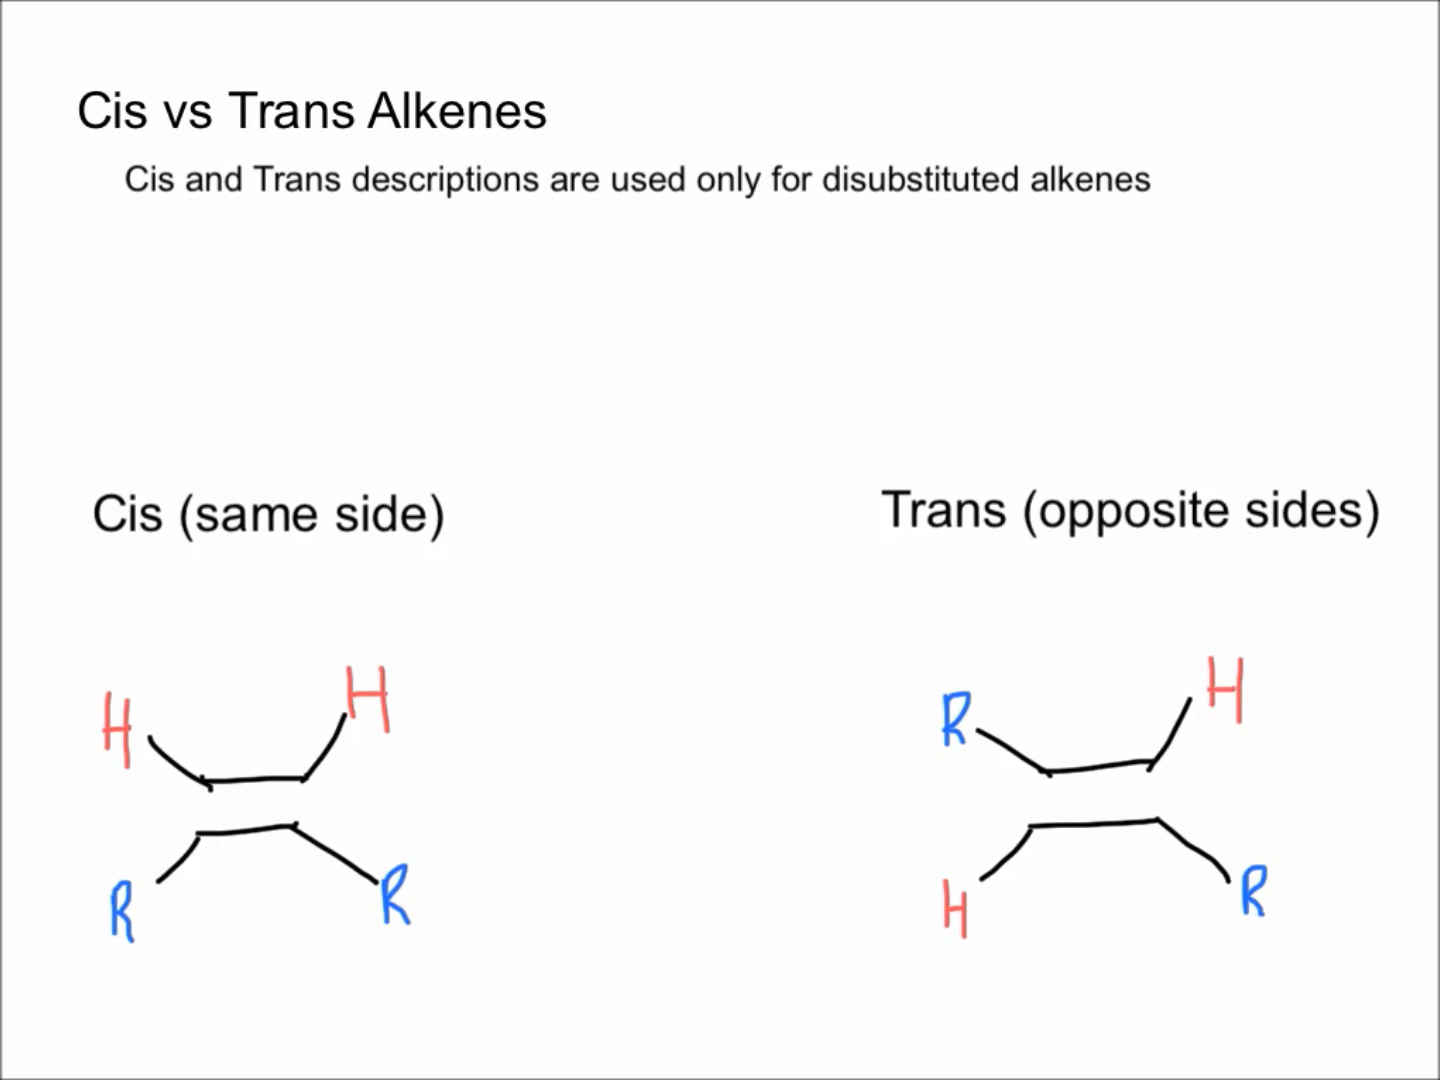 Cis vs Trans Alkenes
Cis and Trans descriptions are used only for disubstituted alkenes
Cis (same side)
Trans (opposite sides)
H H
R R
R H
H R